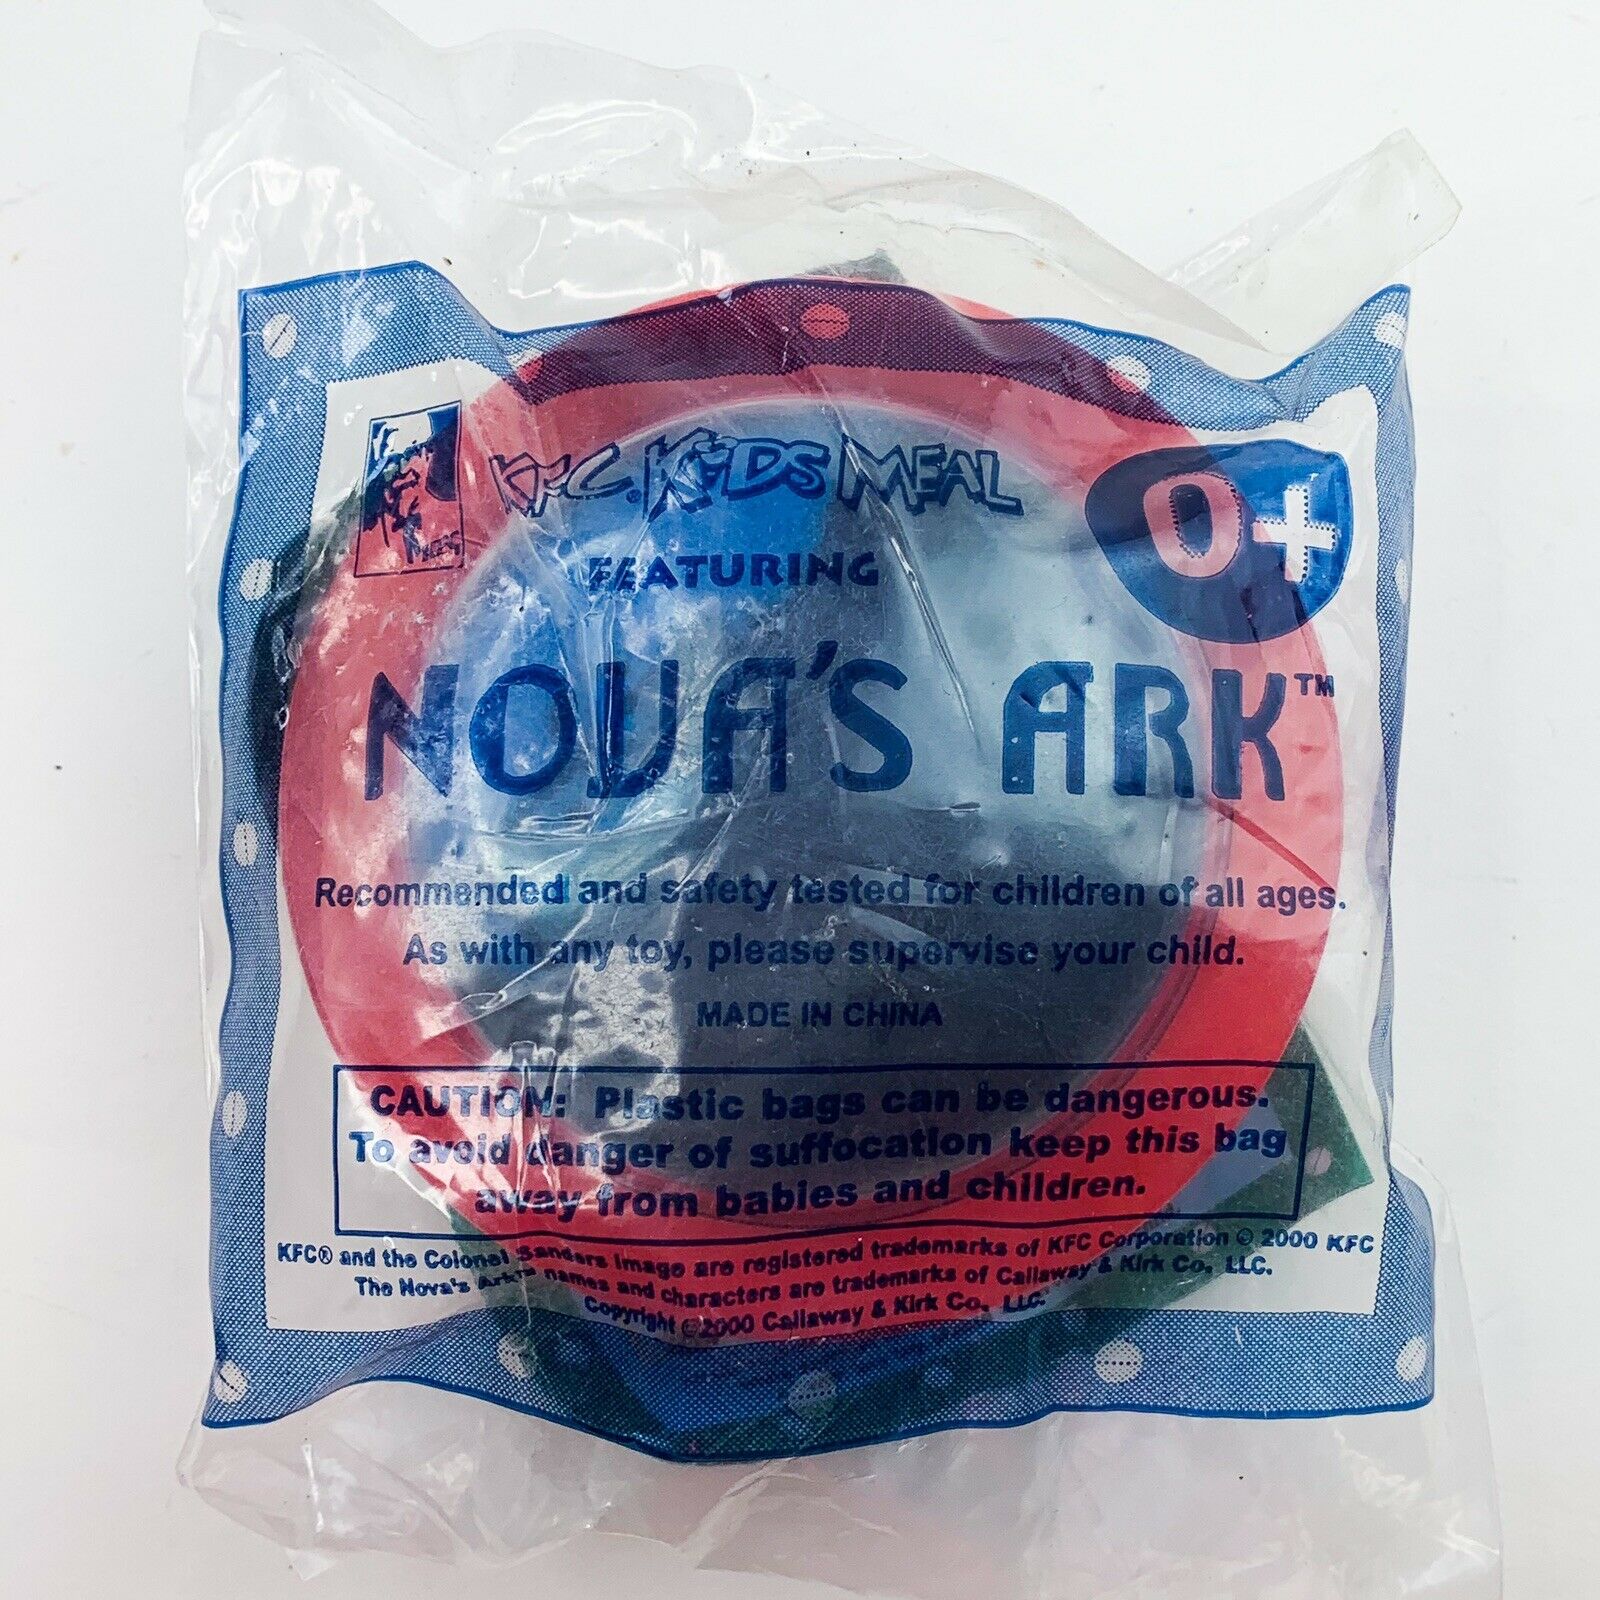 KFC® KIDS MEAL
0+
FEATURING
NOVA'S ARK™
Recommended and safety tested for children of all ages.
As with any toy, please supervise your child.
MADE IN CHINA
CAUTION: Plastic bags can be dangerous.
To avoid danger of suffocation keep this bag
away from babies and children.
KFC® and the Colonel Sanders image are registered trademarks of KFC Corporation © 2000 KFC
The Nova's Ark™ names and characters are trademarks of Callaway & Kirk Co. LLC.
Copyright © 2000 Callaway & Kirk Co. LLC.